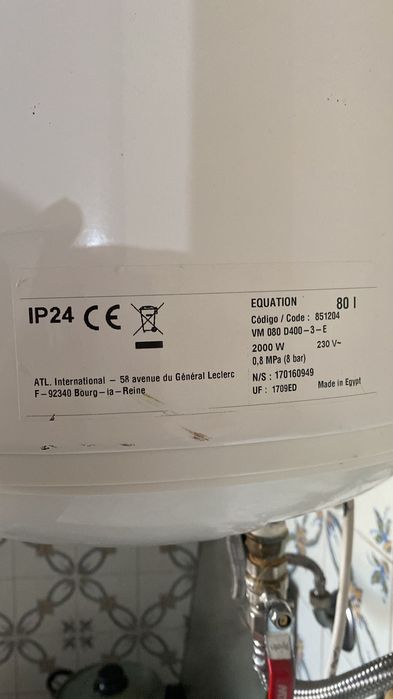 IP24 CE
ATL. International – 58 avenue du Général Leclerc
F–92340 Bourg–la–Reine
EQUATION 80 l
Código / Code : 851204
VM 080 D400–3–E
2000 W 230 V~
0,8 MPa (8 bar)
N/S : 170160949
UF : 1709ED Made in Egypt